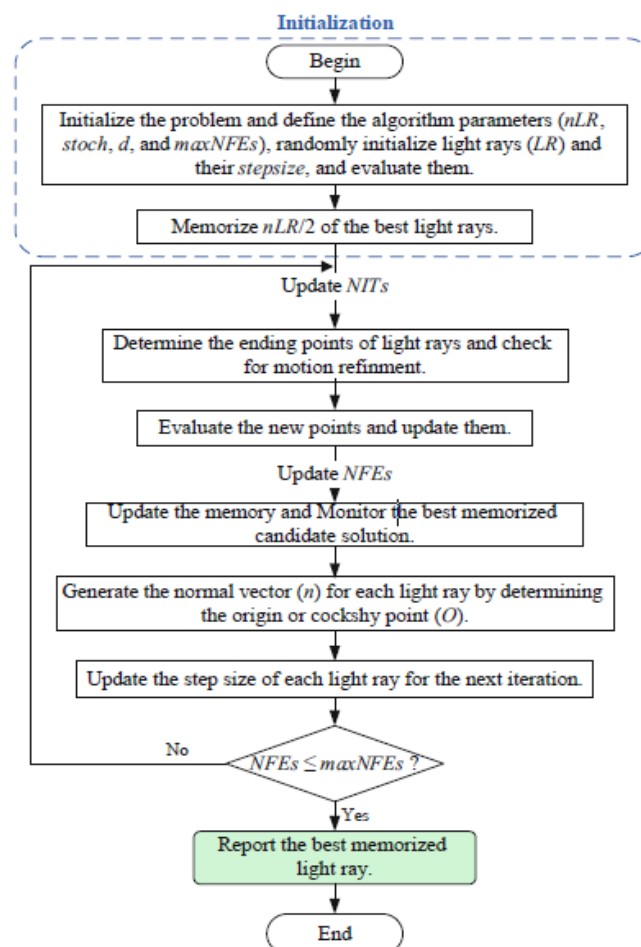 Initialization
Begin
Initialize the problem and define the algorithm parameters (nLR,
stoch, d, and maxNFEs), randomly initialize light rays (LR) and
their stepsize, and evaluate them.
Memorize nLR/2 of the best light rays.
Update NITs
Determine the ending points of light rays and check
for motion refinment.
Evaluate the new points and update them.
Update NFEs
Update the memory and Monitor the best memorized
candidate solution.
Generate the normal vector (n) for each light ray by determining
the origin or cockshy point (O).
Update the step size of each light ray for the next iteration.
No
NFEs ≤ maxNFEs ?
Yes
Report the best memorized
light ray.
End